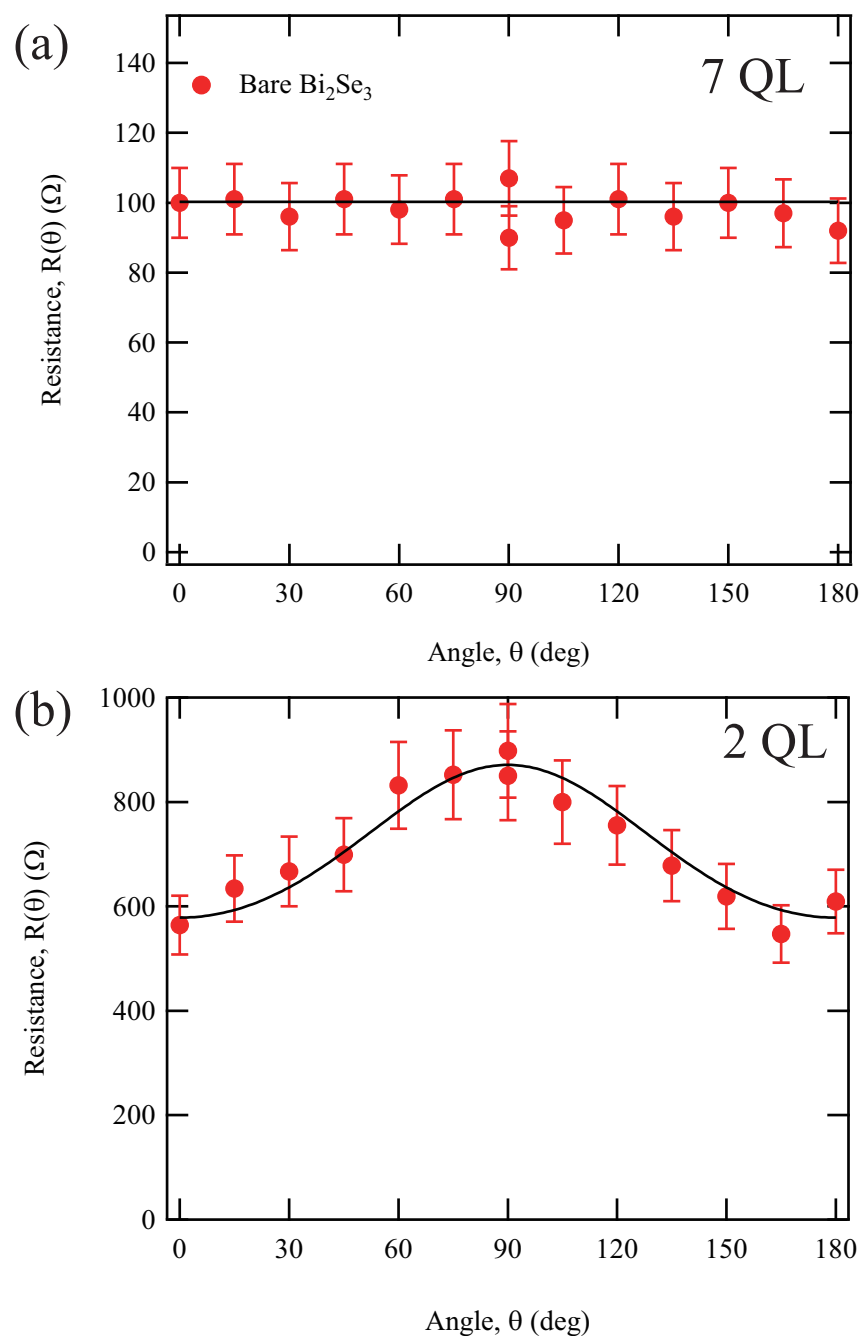 (a)
140
120
100
80
60
40
20
0
Resistance, R(θ) (Ω)
Bare Bi₂Se₃
7 QL
0 30 60 90 120 150 180
Angle, θ (deg)
(b)
1000
800
600
400
200
0
Resistance, R(θ) (Ω)
2 QL
0 30 60 90 120 150 180
Angle, θ (deg)